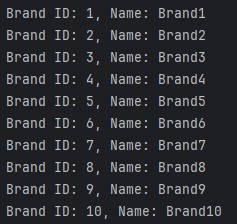 Brand ID: 1, Name: Brand1
Brand ID: 2, Name: Brand2
Brand ID: 3, Name: Brand3
Brand ID: 4, Name: Brand4
Brand ID: 5, Name: Brand5
Brand ID: 6, Name: Brand6
Brand ID: 7, Name: Brand7
Brand ID: 8, Name: Brand8
Brand ID: 9, Name: Brand9
Brand ID: 10, Name: Brand10